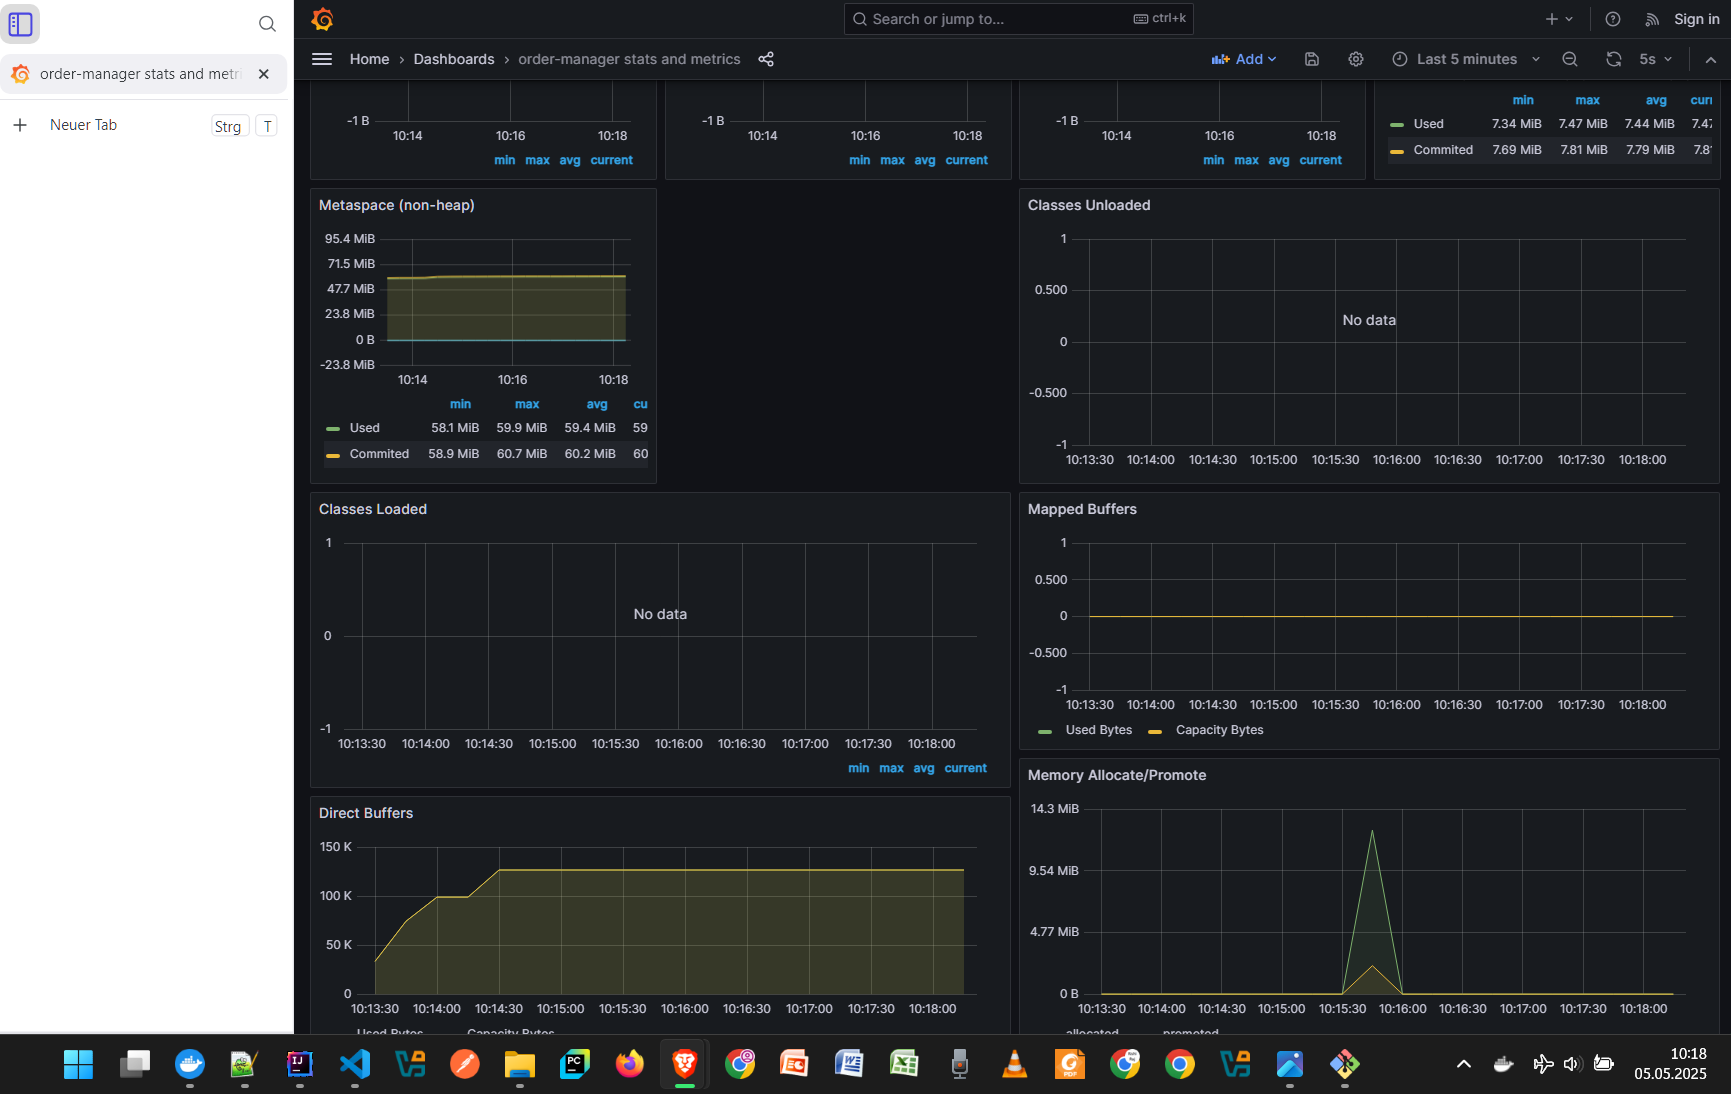 Search or jump to...
ctrl+k
Sign in
order-manager stats and metri
Home › Dashboards › order-manager stats and metrics
Add
Last 5 minutes
5s
Neuer Tab
Strg
T
-1 B
10:14 10:16 10:18
min max avg current
-1 B
10:14 10:16 10:18
min max avg current
-1 B
10:14 10:16 10:18
min max avg current
min max avg curr
Used 7.34 MiB 7.47 MiB 7.44 MiB 7.47
Commited 7.69 MiB 7.81 MiB 7.79 MiB 7.8
Metaspace (non-heap)
95.4 MiB
71.5 MiB
47.7 MiB
23.8 MiB
0 B
-23.8 MiB
10:14 10:16 10:18
min max avg cu
Used 58.1 MiB 59.9 MiB 59.4 MiB 59
Commited 58.9 MiB 60.7 MiB 60.2 MiB 60
Classes Unloaded
1
0.500
No data
0
-0.500
-1
10:13:30 10:14:00 10:14:30 10:15:00 10:15:30 10:16:00 10:16:30 10:17:00 10:17:30 10:18:00
Classes Loaded
1
No data
0
-1
10:13:30 10:14:00 10:14:30 10:15:00 10:15:30 10:16:00 10:16:30 10:17:00 10:17:30 10:18:00
min max avg current
Mapped Buffers
1
0.500
0
-0.500
-1
10:13:30 10:14:00 10:14:30 10:15:00 10:15:30 10:16:00 10:16:30 10:17:00 10:17:30 10:18:00
Used Bytes Capacity Bytes
Direct Buffers
150 K
100 K
50 K
0
10:13:30 10:14:00 10:14:30 10:15:00 10:15:30 10:16:00 10:16:30 10:17:00 10:17:30 10:18:00
Used Bytes Capacity Bytes
Memory Allocate/Promote
14.3 MiB
9.54 MiB
4.77 MiB
0 B
10:13:30 10:14:00 10:14:30 10:15:00 10:15:30 10:16:00 10:16:30 10:17:00 10:17:30 10:18:00
allocated promoted
IJ
PC
PDF
10:18
05.05.2025